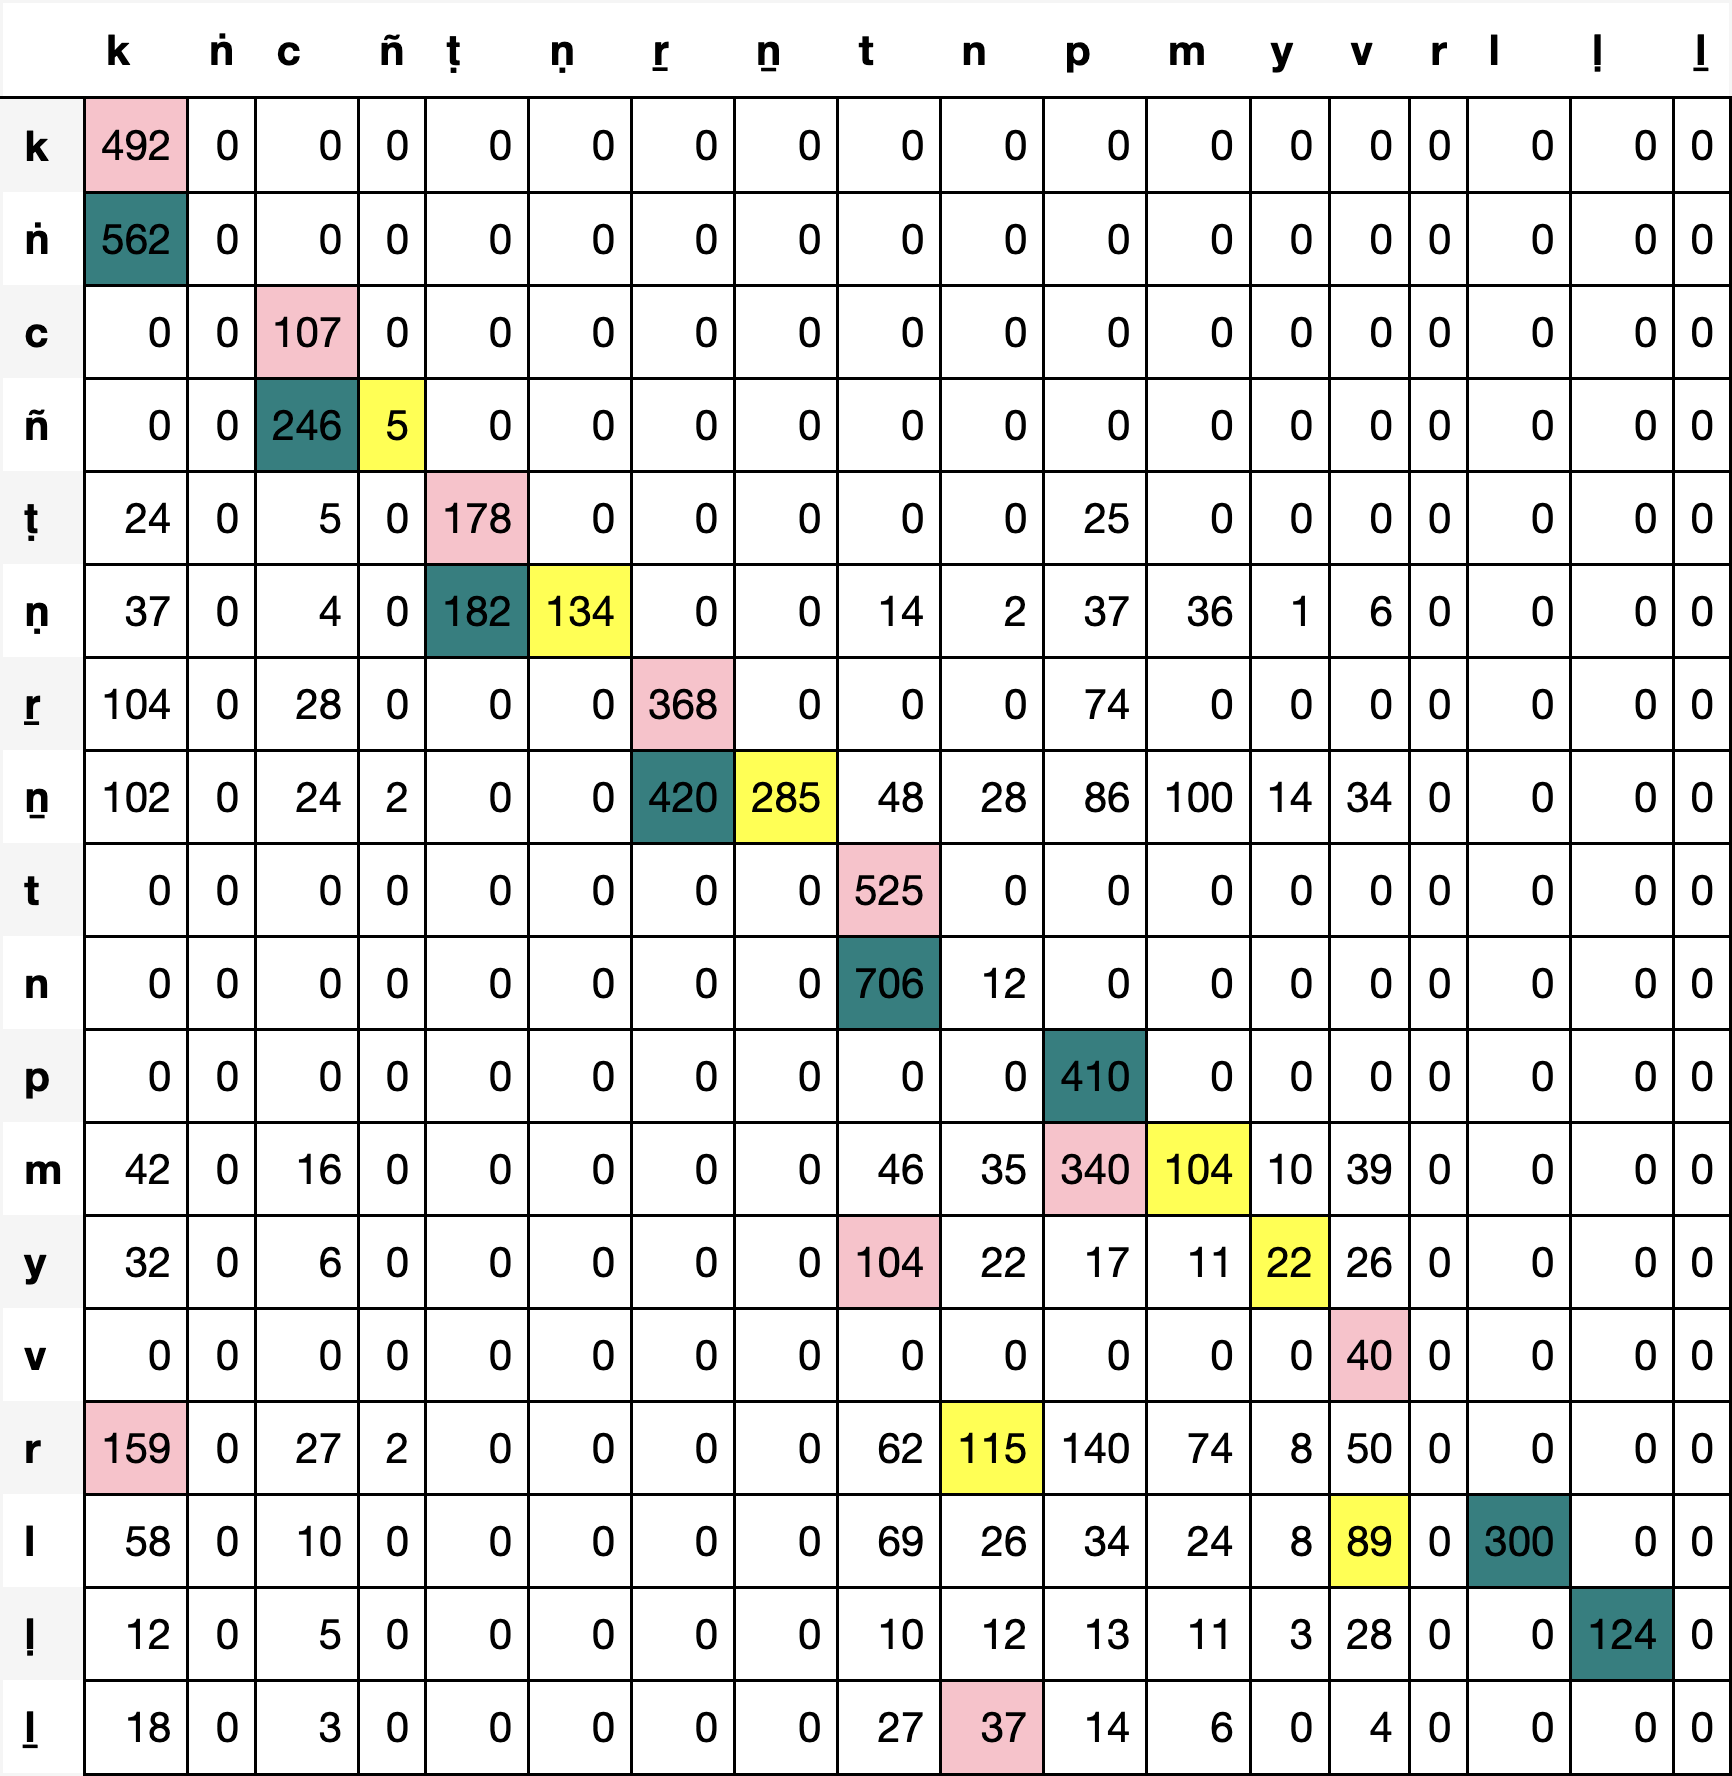 k ṅ c ñ ṭ ṇ ṟ ṉ t n p m y v r l ḷ ḻ
k 492 0 0 0 0 0 0 0 0 0 0 0 0 0 0 0 0 0
ṅ 562 0 0 0 0 0 0 0 0 0 0 0 0 0 0 0 0 0
c 0 0 107 0 0 0 0 0 0 0 0 0 0 0 0 0 0 0
ñ 0 0 246 5 0 0 0 0 0 0 0 0 0 0 0 0 0 0
ṭ 24 0 5 0 178 0 0 0 0 0 25 0 0 0 0 0 0 0
ṇ 37 0 4 0 182 134 0 0 14 2 37 36 1 6 0 0 0 0
ṟ 104 0 28 0 0 0 368 0 0 0 74 0 0 0 0 0 0 0
ṉ 102 0 24 2 0 0 420 285 48 28 86 100 14 34 0 0 0 0
t 0 0 0 0 0 0 0 0 525 0 0 0 0 0 0 0 0 0
n 0 0 0 0 0 0 0 0 706 12 0 0 0 0 0 0 0 0
p 0 0 0 0 0 0 0 0 0 0 410 0 0 0 0 0 0 0
m 42 0 16 0 0 0 0 0 46 35 340 104 10 39 0 0 0 0
y 32 0 6 0 0 0 0 0 104 22 17 11 22 26 0 0 0 0
v 0 0 0 0 0 0 0 0 0 0 0 0 0 40 0 0 0 0
r 159 0 27 2 0 0 0 0 62 115 140 74 8 50 0 0 0 0
l 58 0 10 0 0 0 0 0 69 26 34 24 8 89 0 300 0 0
ḷ 12 0 5 0 0 0 0 0 10 12 13 11 3 28 0 0 124 0
ḻ 18 0 3 0 0 0 0 0 27 37 14 6 0 4 0 0 0 0